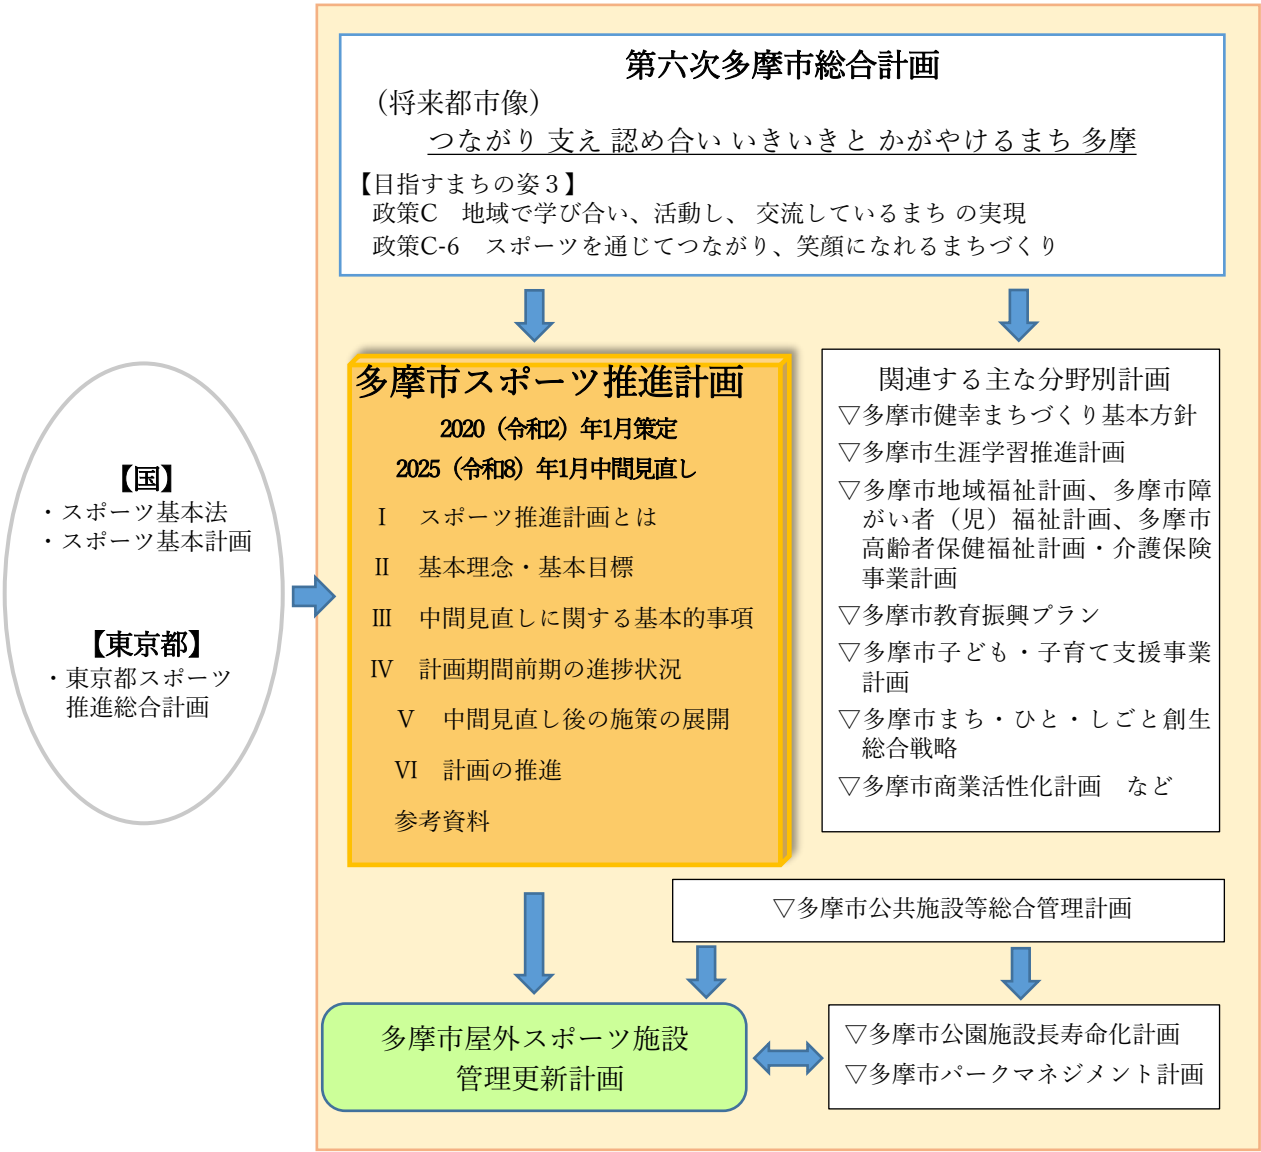 第六次多摩市総合計画
（将来都市像）
つながり 支え 認め合い いきいきと かがやけるまち 多摩
【目指すまちの姿３】
政策C　地域で学び合い、活動し、 交流しているまち の実現
政策C-6　スポーツを通じてつながり、笑顔になれるまちづくり
【国】
・スポーツ基本法
・スポーツ基本計画
【東京都】
・東京都スポーツ
推進総合計画
多摩市スポーツ推進計画
2020（令和2）年1月策定
2025（令和8）年1月中間見直し
Ⅰ　スポーツ推進計画とは
Ⅱ　基本理念・基本目標
Ⅲ　中間見直しに関する基本的事項
Ⅳ　計画期間前期の進捗状況
Ⅴ　中間見直し後の施策の展開
Ⅵ　計画の推進
参考資料
関連する主な分野別計画
▽多摩市健幸まちづくり基本方針
▽多摩市生涯学習推進計画
▽多摩市地域福祉計画、多摩市障
がい者（児）福祉計画、多摩市
高齢者保健福祉計画・介護保険
事業計画
▽多摩市教育振興プラン
▽多摩市子ども・子育て支援事業
計画
▽多摩市まち・ひと・しごと創生
総合戦略
▽多摩市商業活性化計画　など
▽多摩市公共施設等総合管理計画
多摩市屋外スポーツ施設
管理更新計画
▽多摩市公園施設長寿命化計画
▽多摩市パークマネジメント計画